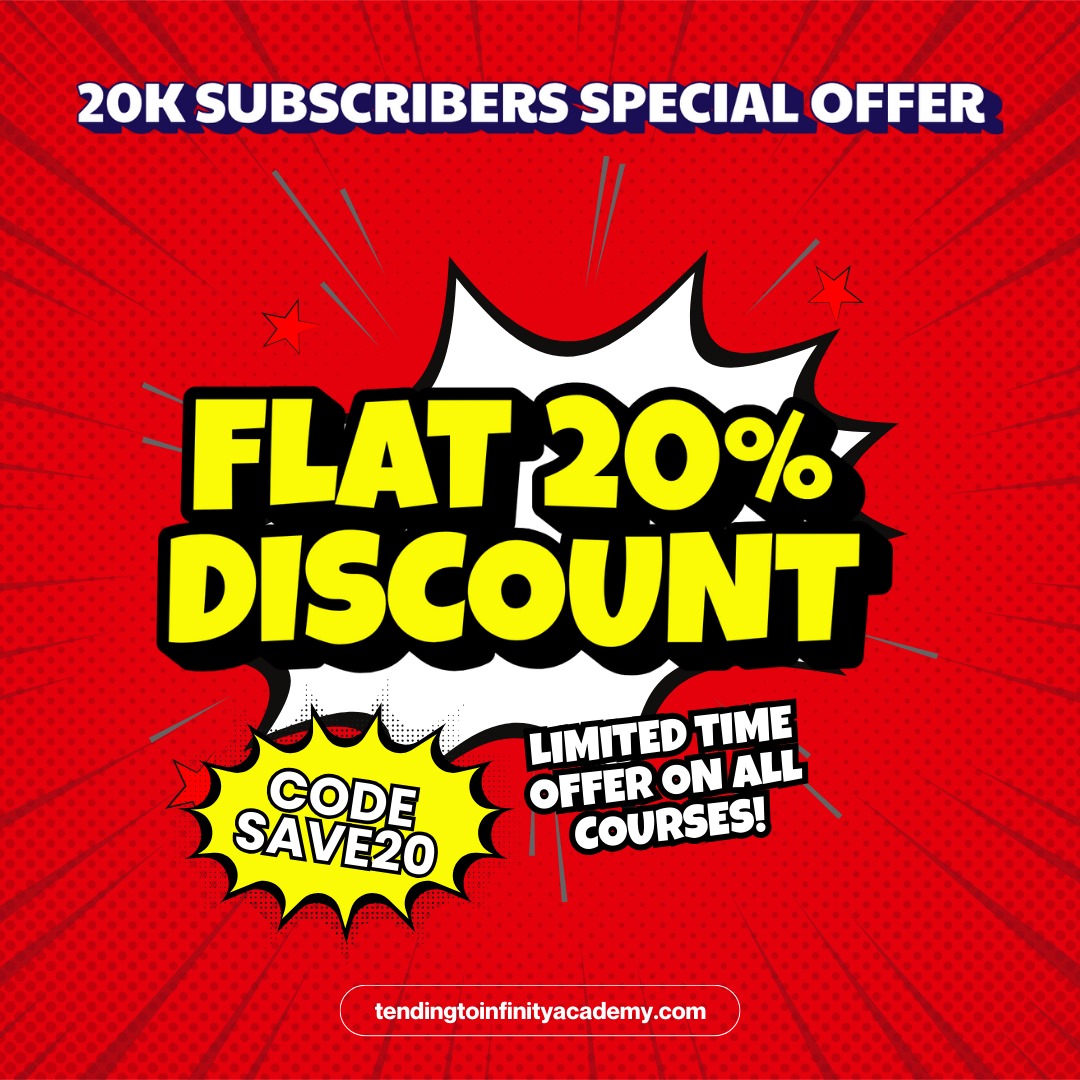 20K SUBSCRIBERS SPECIAL OFFER
FLAT 20%
DISCOUNT
CODE
SAVE20
LIMITED TIME
OFFER ON ALL
COURSES!
tendingtoinfinityacademy.com